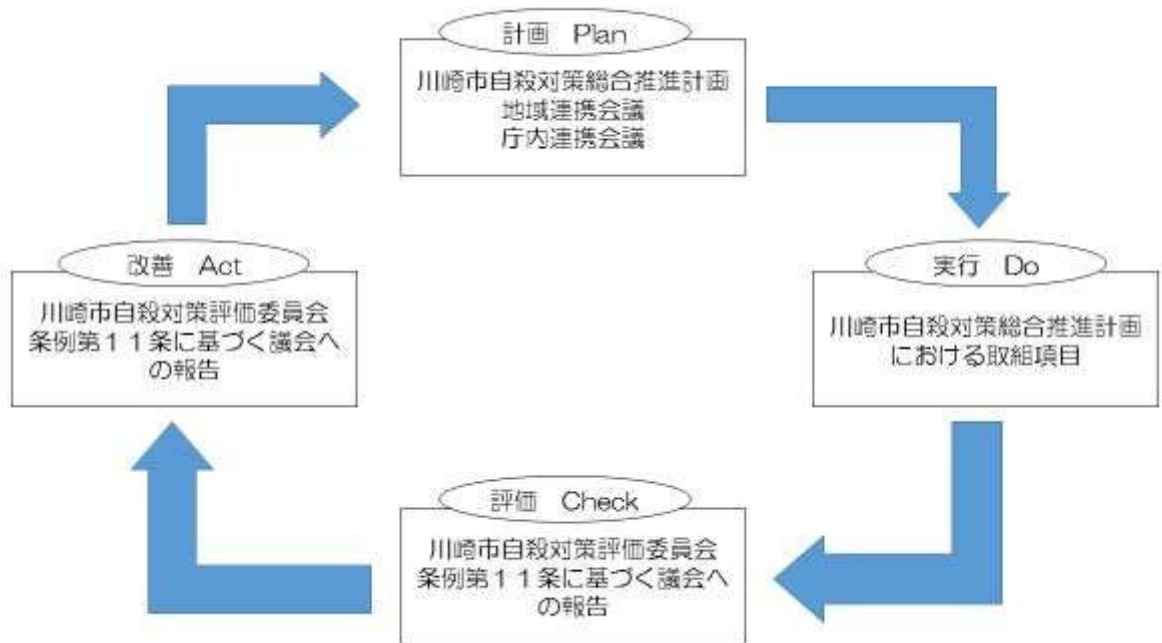 計画　Plan
川崎市自殺対策総合推進計画
地域連携会議
庁内連携会議
改善　Act
川崎市自殺対策評価委員会
条例第１１条に基づく議会へ
の報告
実行　Do
川崎市自殺対策総合推進計画
における取組項目
評価　Check
川崎市自殺対策評価委員会
条例第１１条に基づく議会へ
の報告